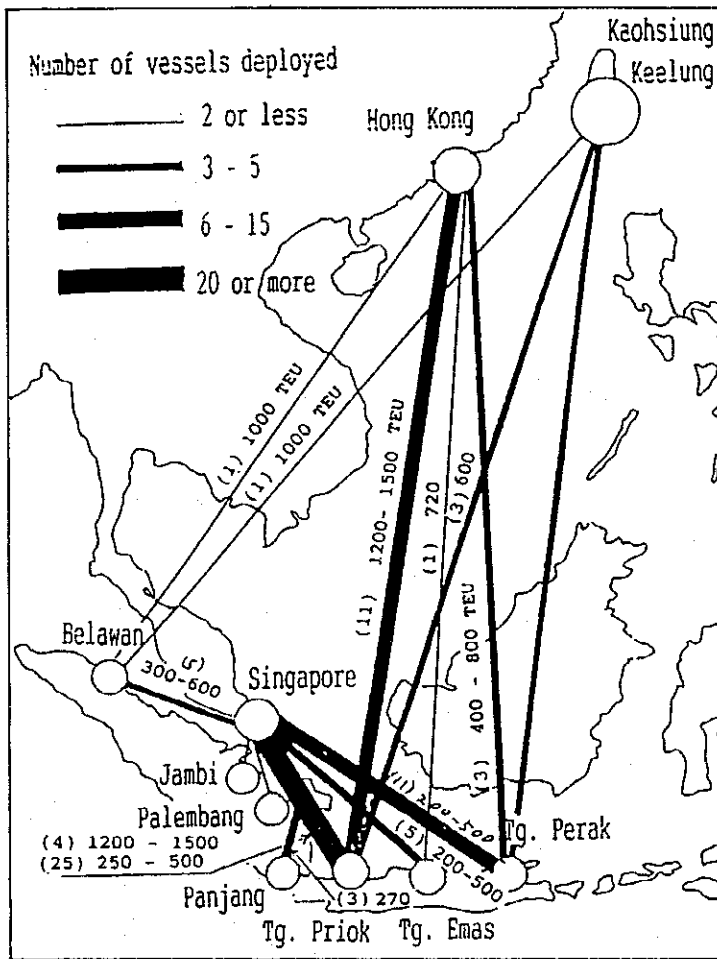 Kaohsiung
Keelung
Number of vessels deployed
2 or less
3 - 5
6 - 15
20 or more
Hong Kong
(1) 1000 TEU
(1) 1000 TEU
(11) 1200- 1500 TEU
(1) 720
(3) 600
(3) 400 - 800 TEU
Belawan
(5)
300-600
Singapore
Jambi
Palembang
(11) 200-500
Tg. Perak
(5) 200-500
(4) 1200 - 1500
(25) 250 - 500
Panjang
(3) 270
Tg. Priok
Tg. Emas